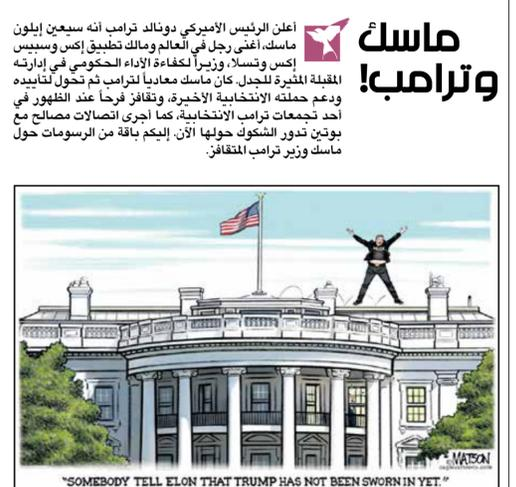 ماسك
وترامب!
أعلن الرئيس الأميركي دونالد ترامب أنه سيعين إيلون
ماسك، أغنى رجل في العالم ومالك تطبيق إكس وسبيس
إكس وتسلا، وزيراً لكفاءة الأداء الحكومي في إدارته
المقبلة المثيرة للجدل. كان ماسك معادياً لترامب ثم تحول لتأييده
ودعم حملته الانتخابية الأخيرة، وتقافز فرحاً عند الظهور في
أحد تجمعات ترامب الانتخابية، كما أجرى اتصالات مصالح مع
بوتين تدور الشكوك حولها الآن. إليكم باقة من الرسومات حول
ماسك وزير ترامب المتقافز.
MATSON
"SOMEBODY TELL ELON THAT TRUMP HAS NOT BEEN SWORN IN YET."